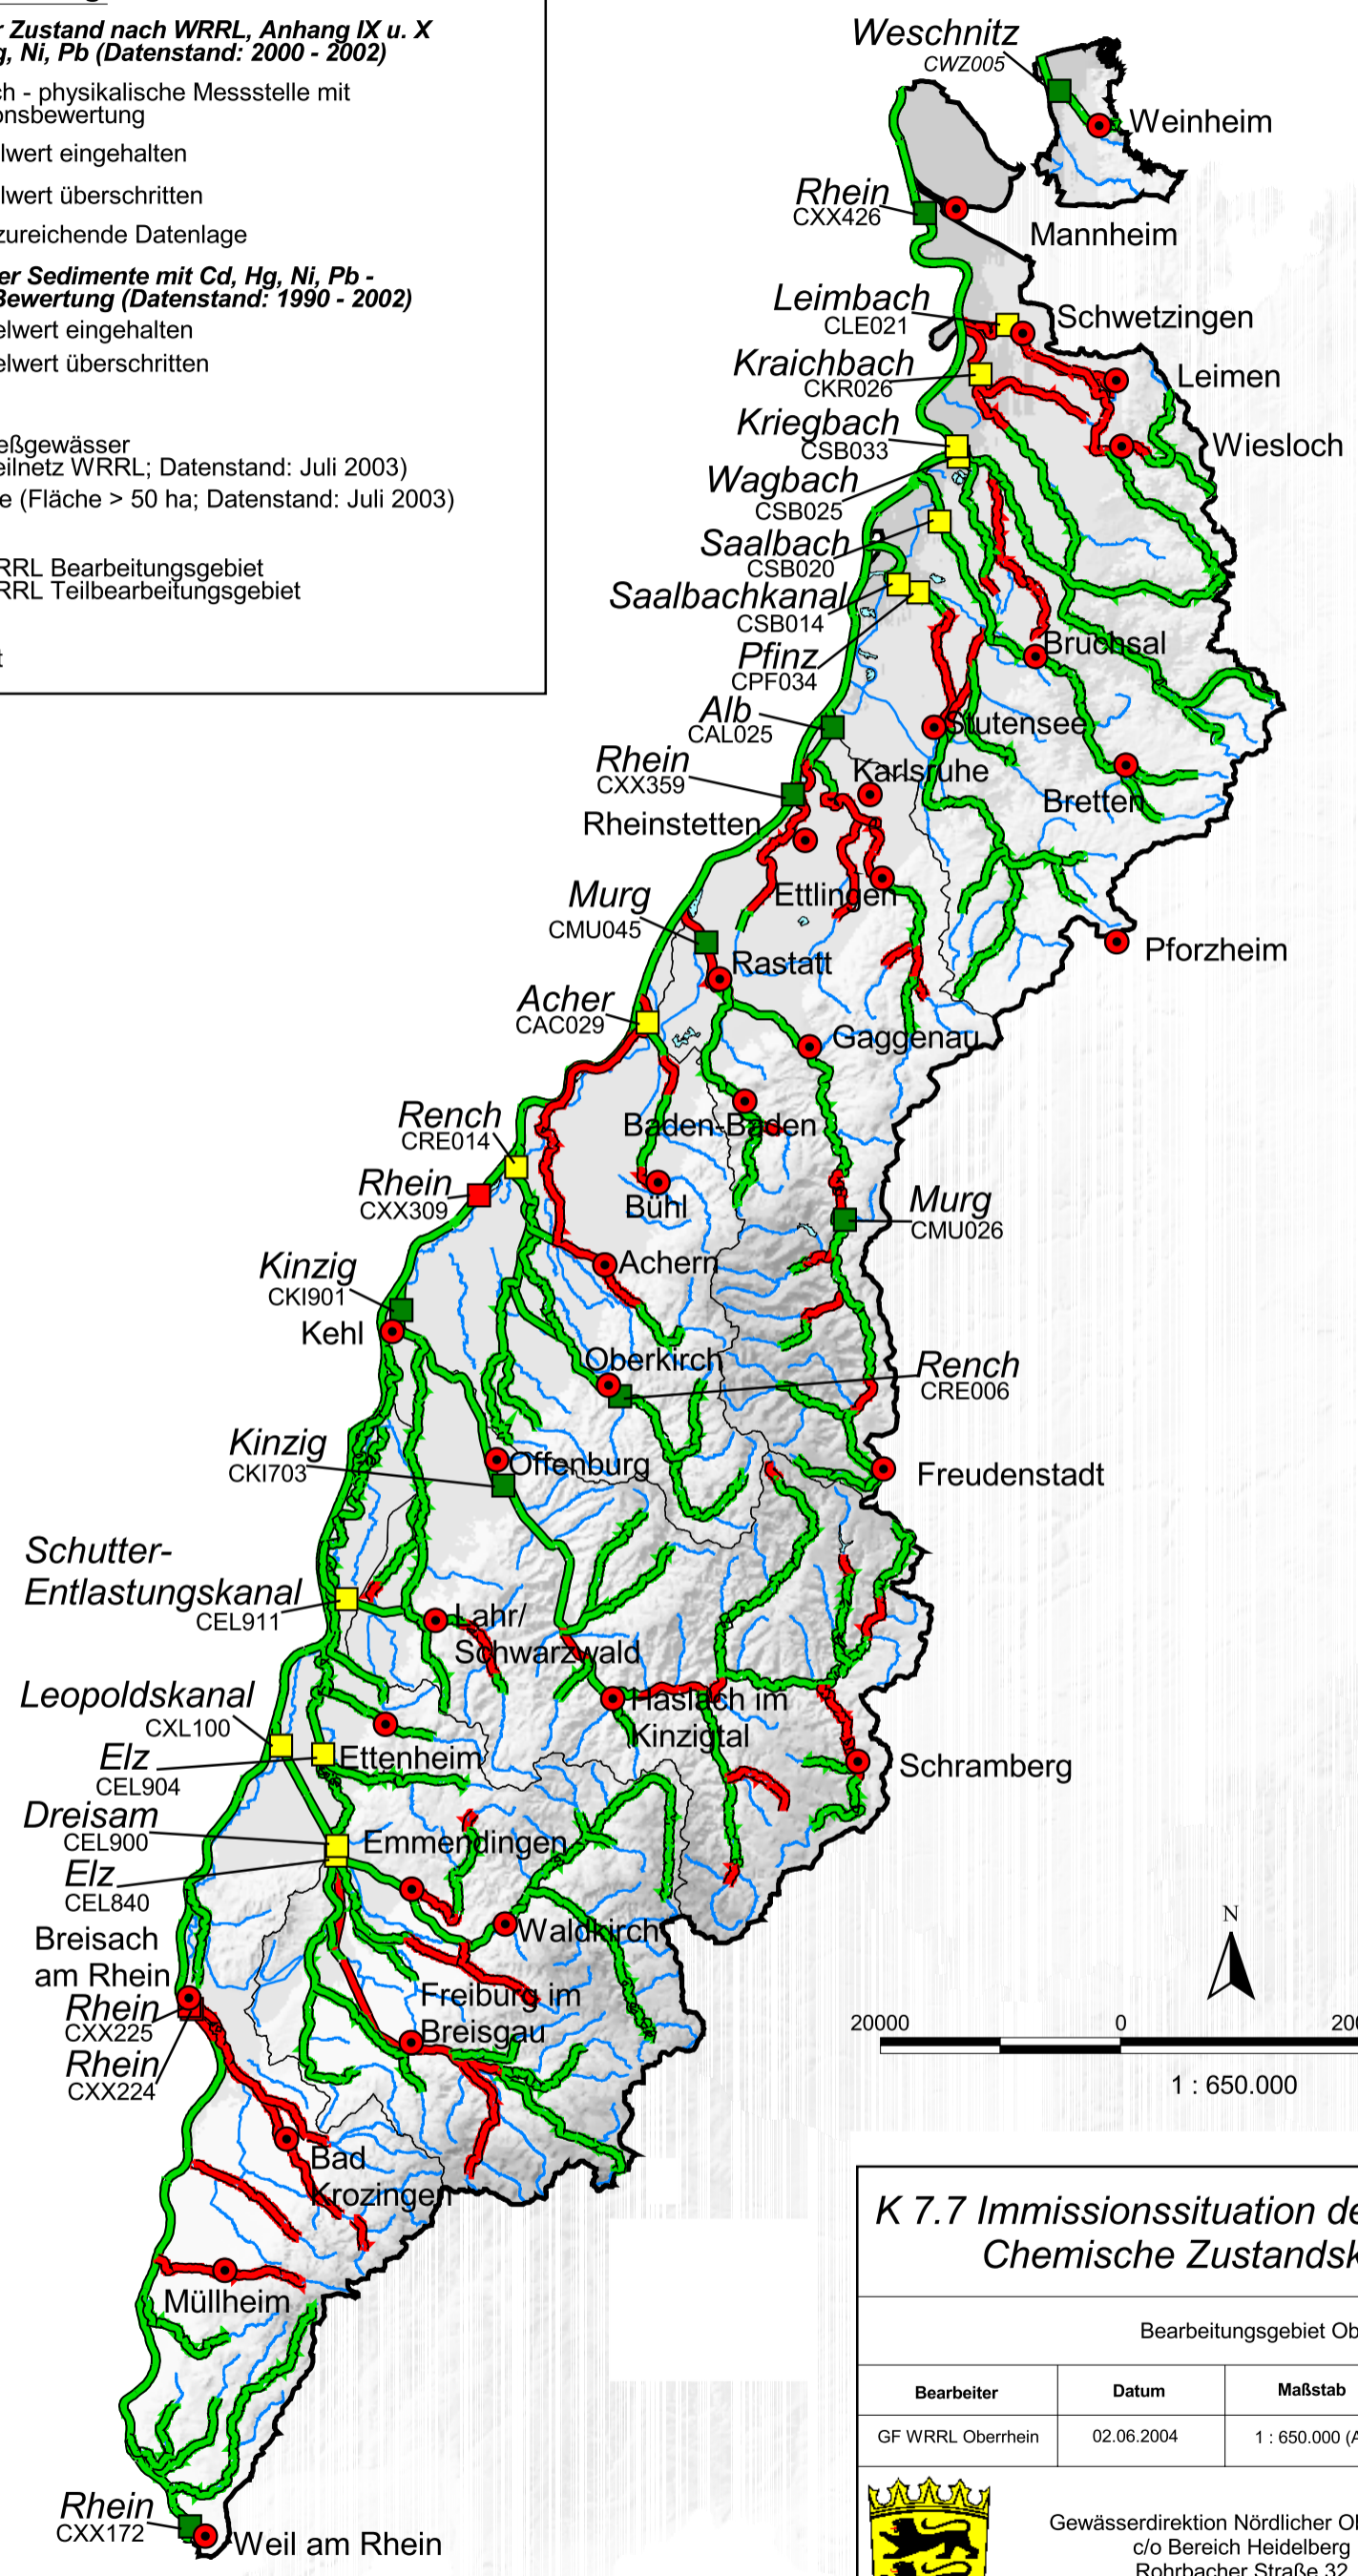 r Zustand nach WRRL, Anhang IX u. X
g, Ni, Pb (Datenstand: 2000 - 2002)
ch - physikalische Messstelle mit
onsbewertung
lwert eingehalten
lwert überschritten
zureichende Datenlage
er Sedimente mit Cd, Hg, Ni, Pb -
Bewertung (Datenstand: 1990 - 2002)
elwert eingehalten
elwert überschritten
eßgewässer
eilnetz WRRL; Datenstand: Juli 2003)
e (Fläche > 50 ha; Datenstand: Juli 2003)
RRL Bearbeitungsgebiet
RRL Teilbearbeitungsgebiet
t
Weschnitz
CWZ005
Weinheim
Rhein
CXX426
Mannheim
Leimbach
CLE021
Schwetzingen
Kraichbach
CKR026
Leimen
Kriegbach
CSB033
Wiesloch
Wagbach
CSB025
Saalbach
CSB020
Saalbachkanal
CSB014
Bruchsal
Pfinz
CPF034
Alb
CAL025
Stutensee
Rhein
CXX359
Karlsruhe
Bretten
Rheinstetten
Ettlingen
Murg
CMU045
Pforzheim
Rastatt
Acher
CAC029
Gaggenau
Rench
CRE014
Baden-Baden
Rhein
CXX309
Bühl
Murg
CMU026
Kinzig
CKI901
Achern
Kehl
Oberkirch
Rench
CRE006
Kinzig
CKI703
Offenburg
Freudenstadt
Schutter-
Entlastungskanal
CEL911
Lahr/
Schwarzwald
Leopoldskanal
CXL100
Haslach im
Kinzigtal
Elz
CEL904
Ettenheim
Schramberg
Dreisam
CEL900
Emmendingen
Elz
CEL840
Waldkirch
Breisach
am Rhein
Rhein
CXX225
Freiburg im
Breisgau
Rhein
CXX224
N
20000 0 200
1 : 650.000
Bad
Krozingen
Müllheim
Rhein
CXX172
Weil am Rhein
K 7.7 Immissionssituation de
Chemische Zustandsk
Bearbeitungsgebiet Ob
Bearbeiter Datum Maßstab
GF WRRL Oberrhein 02.06.2004 1 : 650.000 (A
Gewässerdirektion Nördlicher Ob
c/o Bereich Heidelberg
Rohrbacher Straße 32